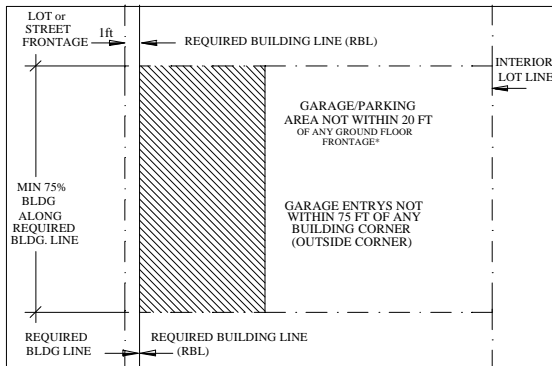 LOT or
STREET
FRONTAGE
1ft
REQUIRED BUILDING LINE (RBL)
INTERIOR
LOT LINE
GARAGE/PARKING
AREA NOT WITHIN 20 FT
OF ANY GROUND FLOOR
FRONTAGE*
MIN 75%
BLDG
ALONG
REQUIRED
BLDG. LINE
GARAGE ENTRYS NOT
WITHIN 75 FT OF ANY
BUILDING CORNER
(OUTSIDE CORNER)
REQUIRED
BLDG LINE
REQUIRED BUILDING LINE
(RBL)